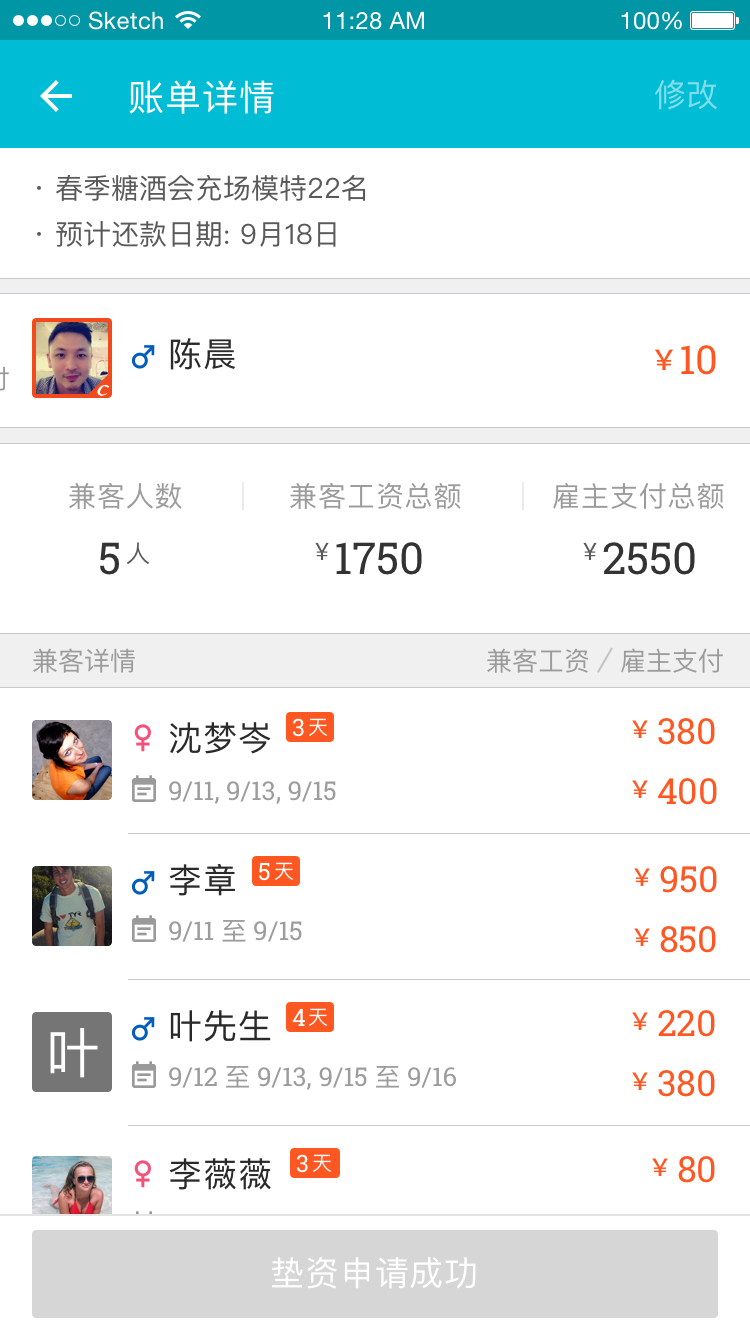 Sketch 11:28 AM 100%
账单详情 修改
· 春季糖酒会充场模特22名
· 预计还款日期: 9月18日
陈晨 ¥10
C
兼客人数 兼客工资总额 雇主支付总额
5人 ¥1750 ¥2550
兼客详情 兼客工资 / 雇主支付
沈梦岑 3天 ¥ 380
9/11, 9/13, 9/15 ¥ 400
李章 5天 ¥ 950
9/11 至 9/15 ¥ 850
叶
叶先生 4天 ¥ 220
9/12 至 9/13, 9/15 至 9/16 ¥ 380
李薇薇 3天 ¥ 80
垫资申请成功